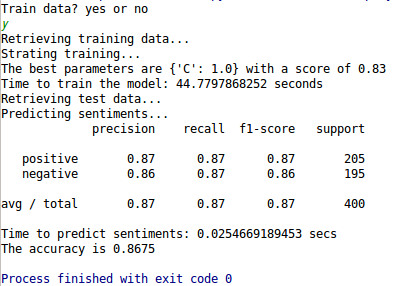 Train data? yes or no
y
Retrieving training data...
Strating training...
The best parameters are {'C': 1.0} with a score of 0.83
Time to train the model: 44.7797868252 seconds
Retrieving test data...
Predicting sentiments...
precision recall f1-score support
positive 0.87 0.87 0.87 205
negative 0.86 0.87 0.86 195
avg / total 0.87 0.87 0.87 400
Time to predict sentiments: 0.0254669189453 secs
The accuracy is 0.8675
Process finished with exit code 0